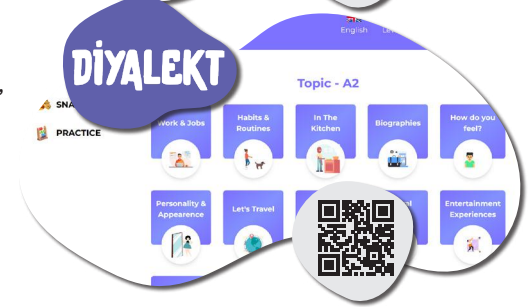 DİYALEKT
English
Topic - A2
PRACTICE
Work & Jobs
Habits &
Routines
In The
Kitchen
Biographies
How do you
feel?
Personality &
Appearence
Let's Travel
Entertainment
Experiences